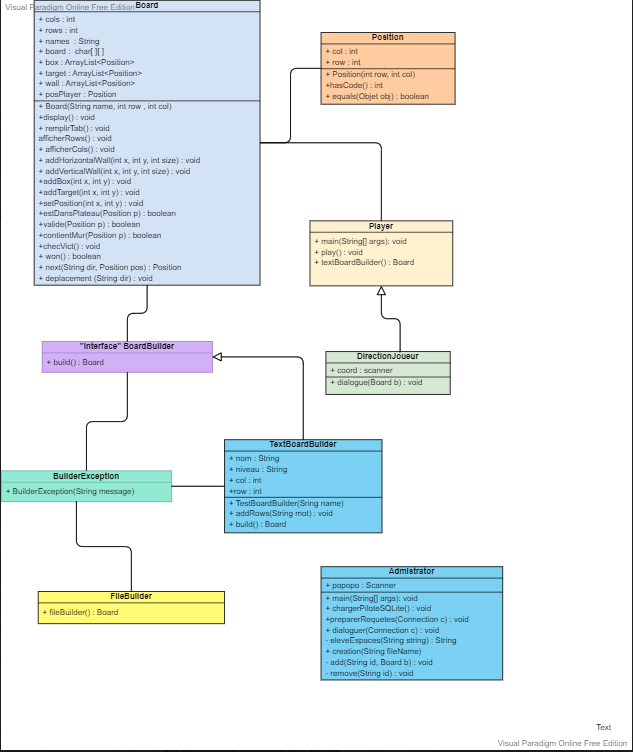 Visual Paradigm Online Free Edition
Board
+ cols : int
+ rows : int
+ names : String
+ board : char[ ][ ]
+ box : ArrayList<Position>
+ target : ArrayList<Position>
+ wall : ArrayList<Position>
+ posPlayer : Position
+ Board(String name, int row , int col)
+display() : void
+ remplirTab() : void
afficherRows() : void
+ afficherCols() : void
+ addHorizontalWall(int x, int y, int size) : void
+ addVerticalWall(int x, int y, int size) : void
+addBox(int x, int y) : void
+addTarget(int x, int y) : void
+setPosition(int x, int y) : void
+estDansPlateau(Position p) : boolean
+valide(Position p) : boolean
+contientMur(Position p) : boolean
+checVict() : void
+ won() : boolean
+ next(String dir, Position pos) : Position
+ deplacement (String dir) : void
Position
+ col : int
+ row : int
+ Position(int row, int col)
+hasCode() : int
+ equals(Objet obj) : boolean
Player
+ main(String[] args): void
+ play() : void
+ textBoardBuilder() : Board
"Interface" BoardBuilder
+ build() : Board
DirectionJoueur
+ coord : scanner
+ dialogue(Board b) : void
TextBoardBuilder
+ nom : String
+ niveau : String
+ col : int
+row : int
+ TestBoardBuilder(Sring name)
+ addRows(String mot) : void
+ build() : Board
BuilderException
+ BuilderException(String message)
FileBuilder
+ fileBuilder() : Board
Admistrator
+ popopo : Scanner
+ main(String[] args): void
+ chargerPiloteSQLite() : void
+preparerRequetes(Connection c) : void
+ dialoguer(Connection c) : void
- eleveEspaces(String string) : String
+ creation(String fileName)
- add(String id, Board b) : void
- remove(String id) : void
Text
Visual Paradigm Online Free Edition